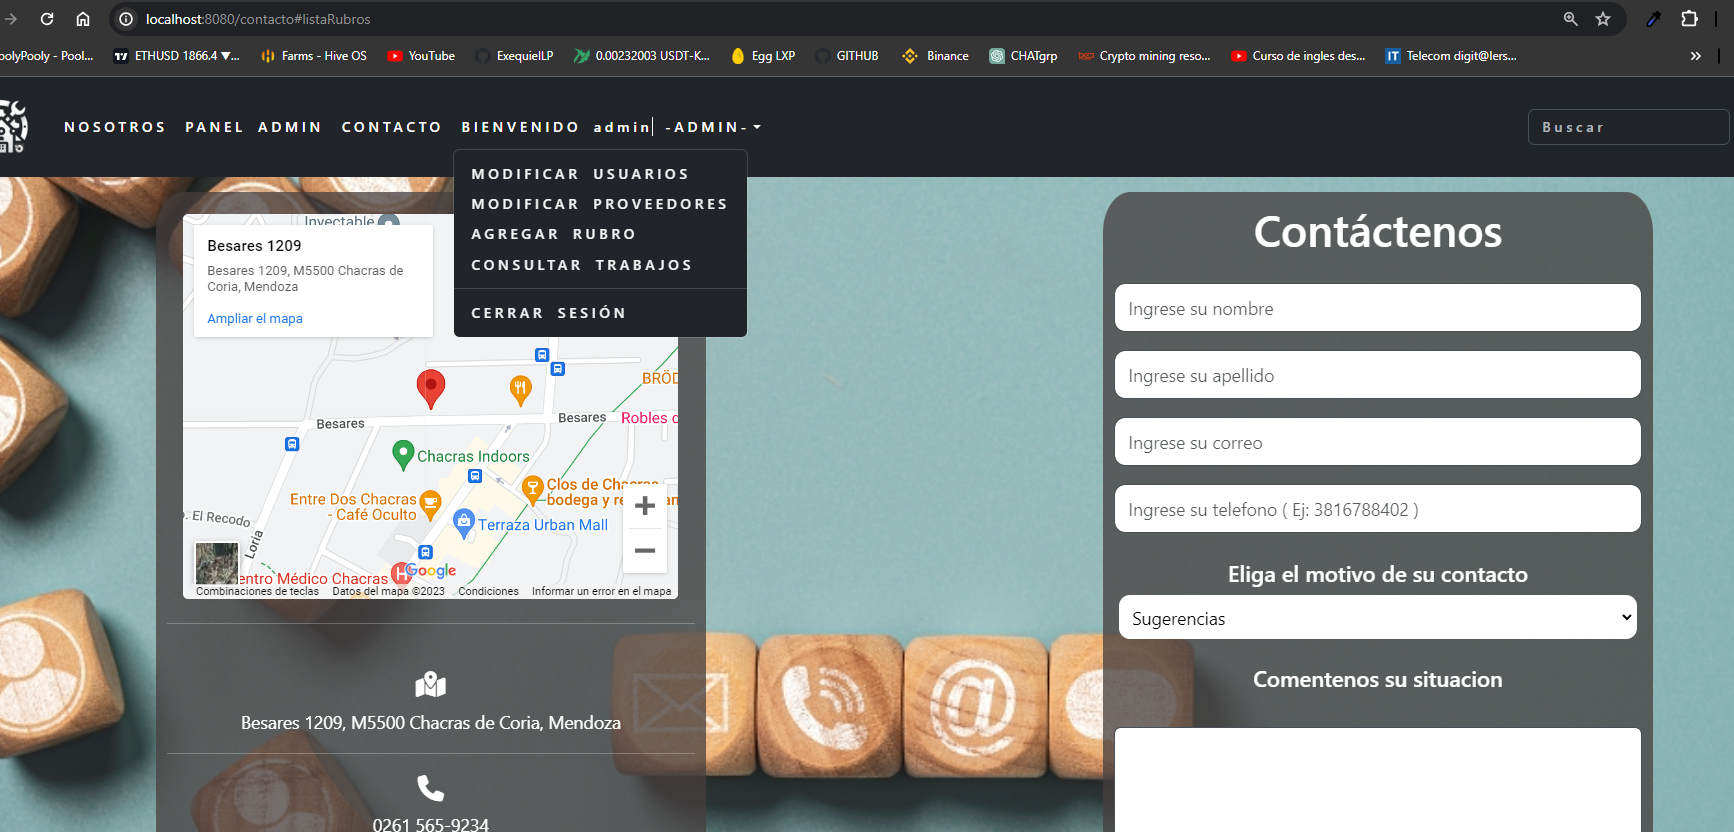 localhost:8080/contacto#listaRubros
oolyPooly - Pool...
ETHUSD 1866.4 ▼...
Farms - Hive OS
YouTube
ExequielLP
0.00232003 USDT-K...
Egg LXP
GITHUB
Binance
CHATgrp
Crypto mining reso...
Curso de ingles des...
IT
Telecom digit@lers...
NOSOTROS
PANEL ADMIN
CONTACTO
BIENVENIDO admin| -ADMIN-
Buscar
MODIFICAR USUARIOS
MODIFICAR PROVEEDORES
AGREGAR RUBRO
CONSULTAR TRABAJOS
CERRAR SESIÓN
Invectable
Besares 1209
Besares 1209, M5500 Chacras de
Coria, Mendoza
Ampliar el mapa
BRÖD
Besares
Besares
Robles d
Chacras Indoors
Clos de Chacras
bodega y re
an
Entre Dos Chacras
- Café Oculto
. El Recodo
Loria
Terraza Urban Mall
entro Médico Chacras
H
Google
Combinaciones de teclas
Datos del mapa ©2023
Condiciones
Informar un error en el mapa
Besares 1209, M5500 Chacras de Coria, Mendoza
0261 565-9234
Contáctenos
Ingrese su nombre
Ingrese su apellido
Ingrese su correo
Ingrese su telefono ( Ej: 3816788402 )
Eliga el motivo de su contacto
Sugerencias
Comentenos su situacion